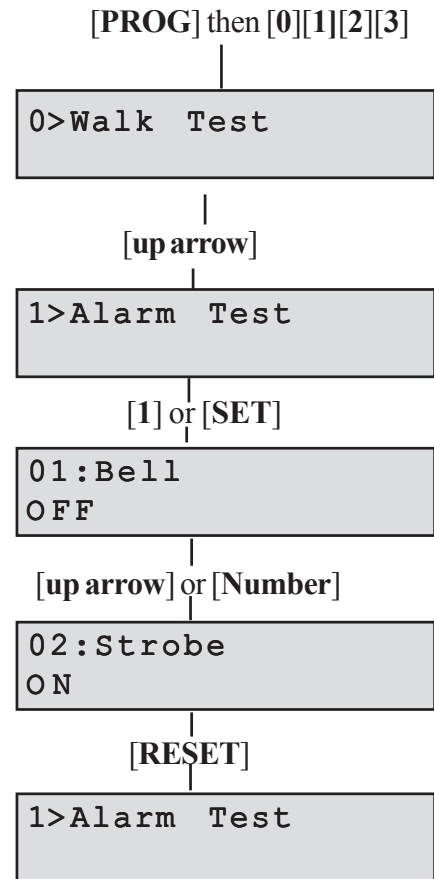 [PROG] then [0][1][2][3]
0>Walk Test
[up arrow]
1>Alarm Test
[1] or [SET]
01:Bell
OFF
[up arrow] or [Number]
02:Strobe
ON
[RESET]
1>Alarm Test